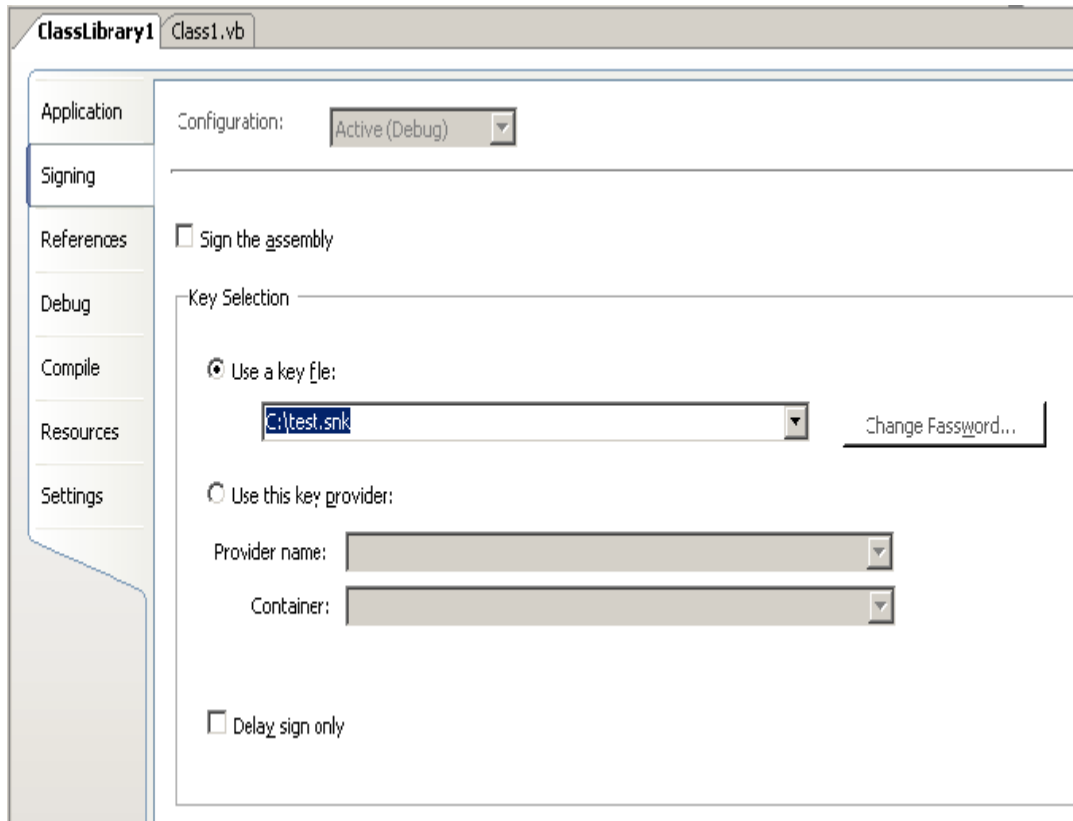 ClassLibrary1 Class1.vb
Application
Configuration: Active (Debug)
Signing
References
Sign the assembly
Key Selection
Debug
Compile
Use a key file:
C:\test.snk
Change Password...
Resources
Settings
Use this key provider:
Provider name:
Container:
Delay sign only